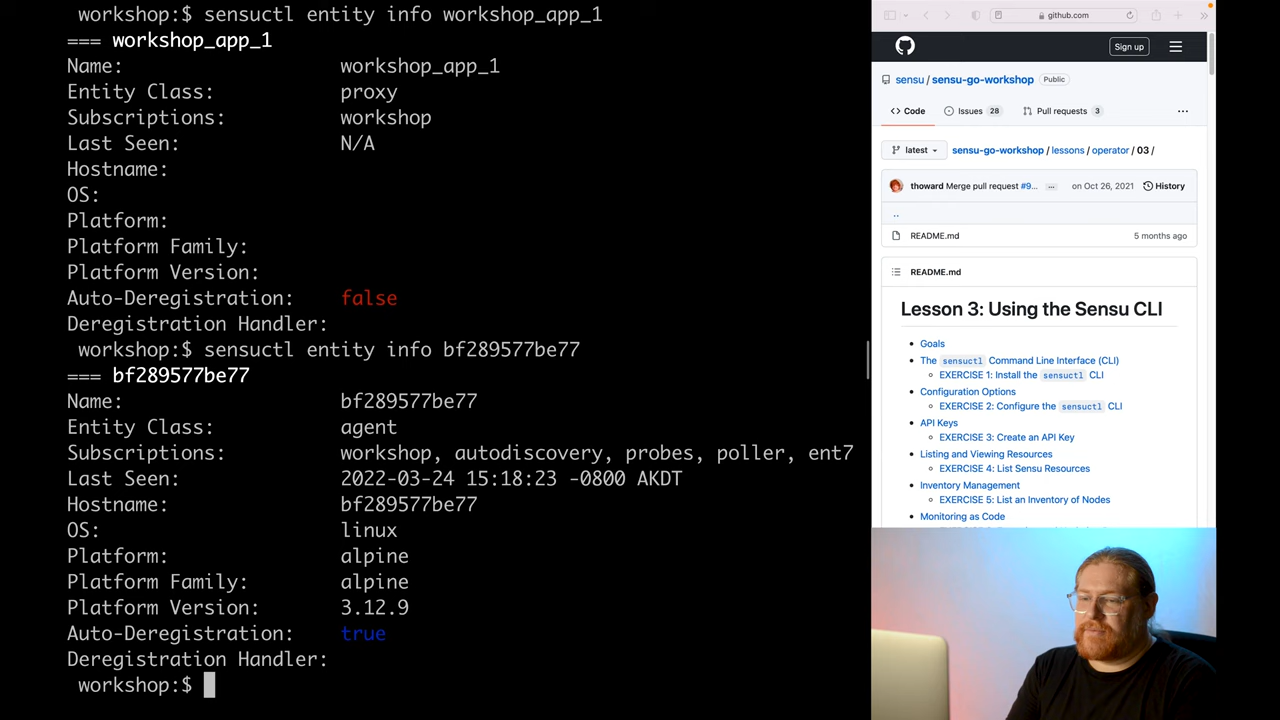 workshop:$ sensuctl entity info workshop_app_1
=== workshop_app_1
Name: workshop_app_1
Entity Class: proxy
Subscriptions: workshop
Last Seen: N/A
Hostname:
OS:
Platform:
Platform Family:
Platform Version:
Auto-Deregistration: false
Deregistration Handler:
workshop:$ sensuctl entity info bf289577be77
=== bf289577be77
Name: bf289577be77
Entity Class: agent
Subscriptions: workshop, autodiscovery, probes, poller, ent7
Last Seen: 2022-03-24 15:18:23 -0800 AKDT
Hostname: bf289577be77
OS: linux
Platform: alpine
Platform Family: alpine
Platform Version: 3.12.9
Auto-Deregistration: true
Deregistration Handler:
workshop:$
github.com
Sign up
sensu / sensu-go-workshop Public
Code Issues 28 Pull requests 3 ...
latest sensu-go-workshop / lessons / operator / 03 /
thoward Merge pull request #9... ... on Oct 26, 2021 History
..
README.md 5 months ago
README.md
Lesson 3: Using the Sensu CLI
Goals
The sensuctl Command Line Interface (CLI)
EXERCISE 1: Install the sensuctl CLI
Configuration Options
EXERCISE 2: Configure the sensuctl CLI
API Keys
EXERCISE 3: Create an API Key
Listing and Viewing Resources
EXERCISE 4: List Sensu Resources
Inventory Management
EXERCISE 5: List an Inventory of Nodes
Monitoring as Code